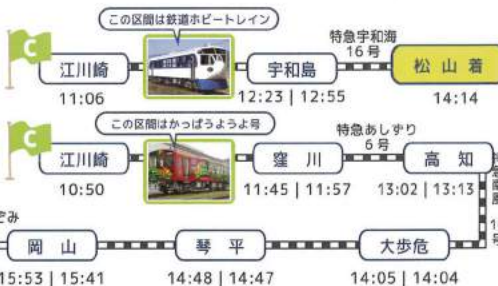 この区間は鉄道ホビートレイン
C
江川崎
宇和島
特急宇和海
16号
松山着
11:06
12:23 | 12:55
14:14
この区間はかっぱうようよ号
C
江川崎
窪川
特急あしずり
6号
高知
10:50
11:45 | 11:57
13:02 | 13:13
ぞみ
岡山
琴平
大歩危
号
15:53 | 15:41
14:48 | 14:47
14:05 | 14:04